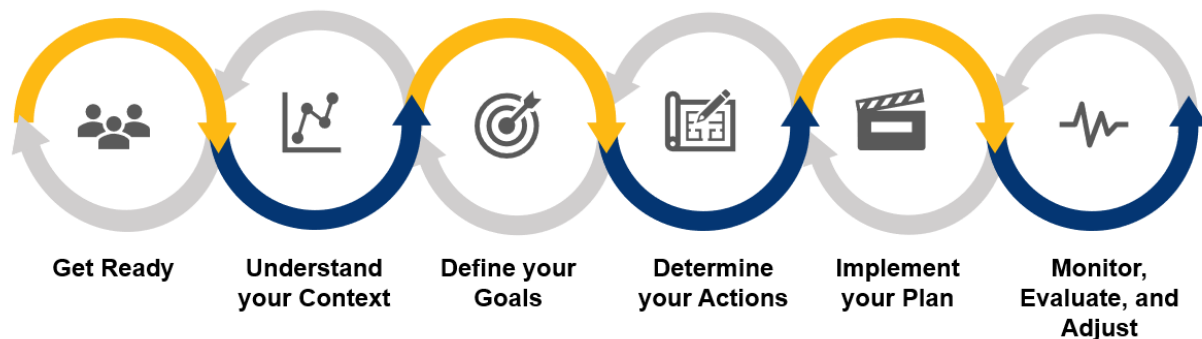 Get Ready
Understand
your Context
Define your
Goals
Determine
your Actions
Implement
your Plan
Monitor,
Evaluate, and
Adjust